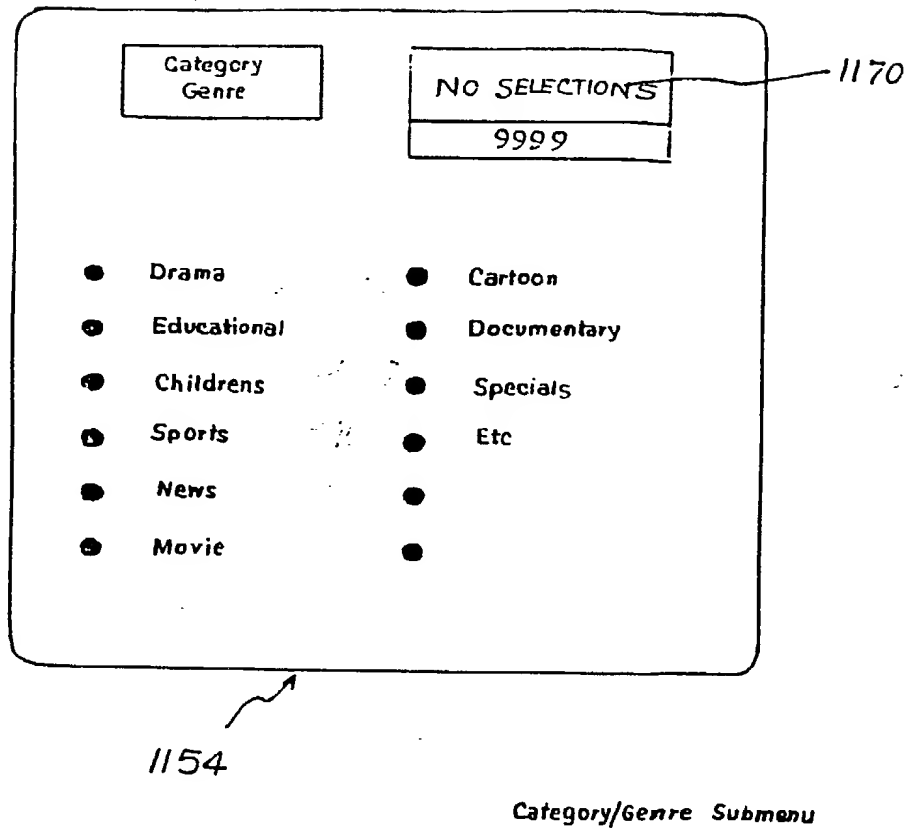 Category
Genre
NO SELECTIONS
1170
9999
Drama
Educational
Childrens
Sports
News
Movie
Cartoon
Documentary
Specials
Etc
1154
Category/Genre Submenu